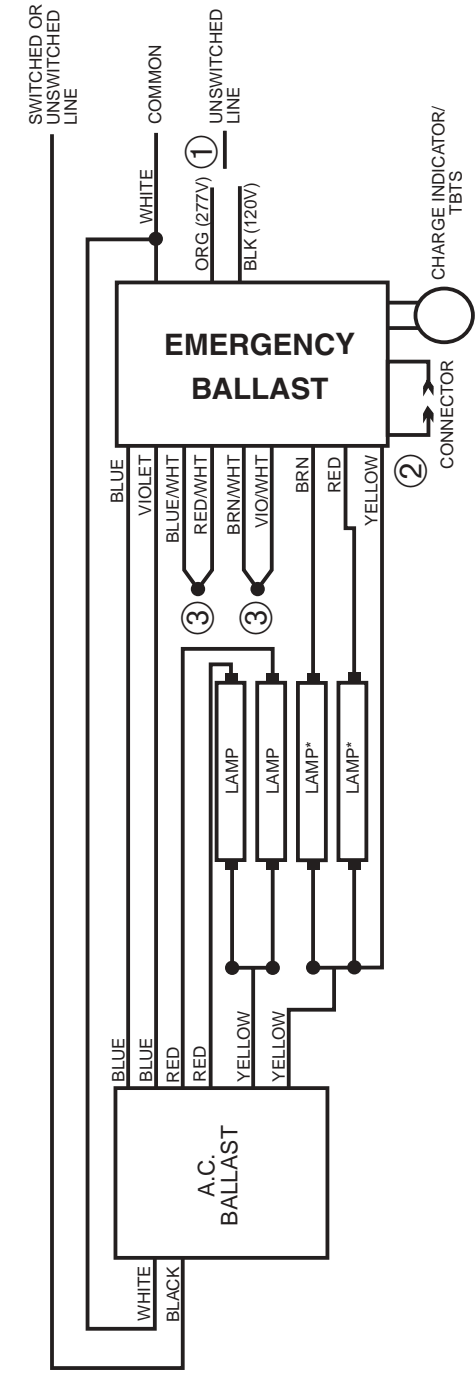 SWITCHED OR
UNSWITCHED
LINE
COMMON
WHITE
ORG (277V)
①
UNSWITCHED
LINE
BLK (120V)
CHARGE INDICATOR/
TBTS
EMERGENCY
BALLAST
②
CONNECTOR
BLUE
VIOLET
BLUE/WHT
RED/WHT
BRN/WHT
VIO/WHT
BRN
RED
YELLOW
③
③
LAMP
LAMP
LAMP*
LAMP*
BLUE
BLUE
RED
RED
YELLOW
YELLOW
A.C.
BALLAST
WHITE
BLACK